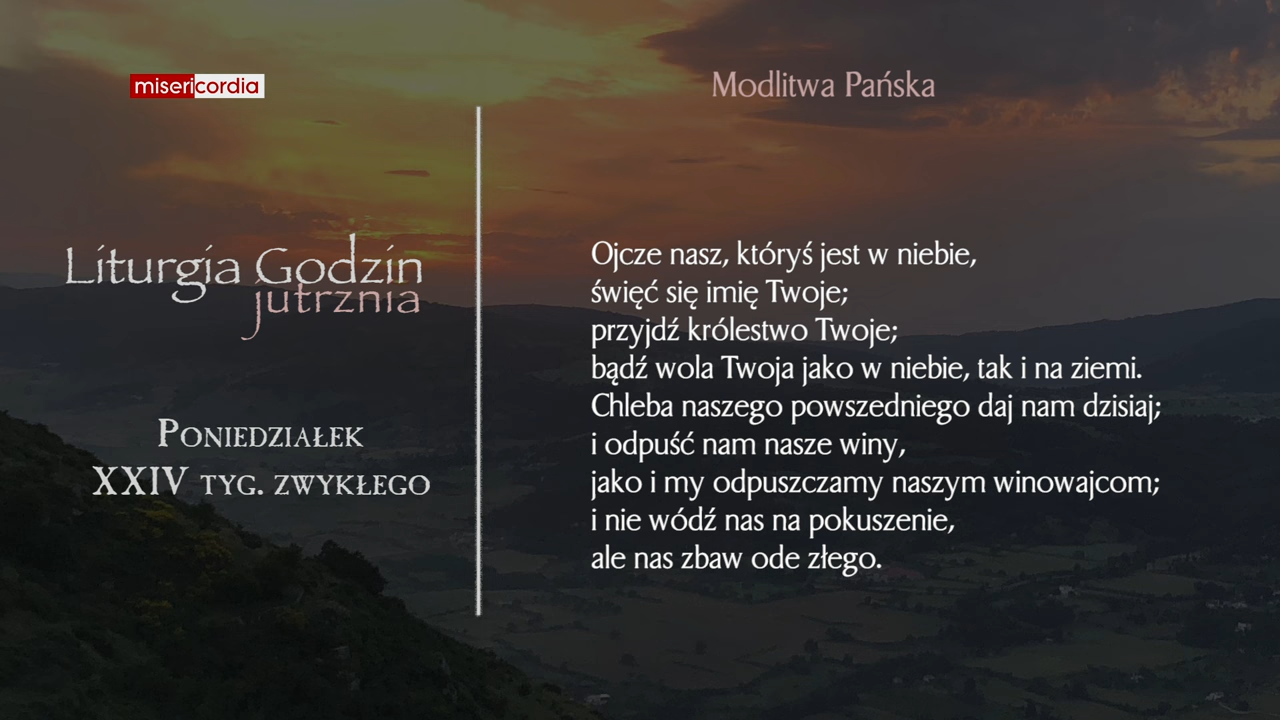 misericordia
Liturgia Godzin
jutrznia
Poniedziałek
XXIV tyg. zwykłego
Modlitwa Pańska
Ojcze nasz, któryś jest w niebie,
święć się imię Twoje;
przyjdź królestwo Twoje;
bądź wola Twoja jako w niebie, tak i na ziemi.
Chleba naszego powszedniego daj nam dzisiaj;
i odpuść nam nasze winy,
jako i my odpuszczamy naszym winowajcom;
i nie wódź nas na pokuszenie,
ale nas zbaw ode złego.